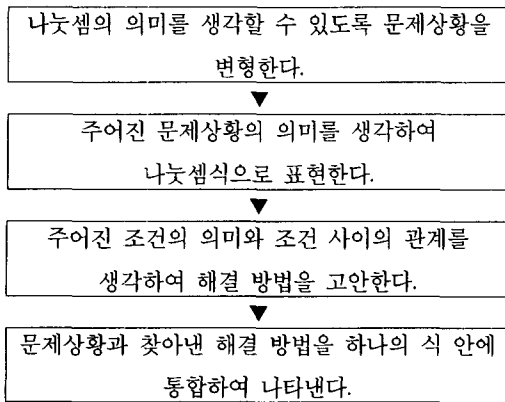 나눗셈의 의미를 생각할 수 있도록 문제상황을
변형한다.
▼
주어진 문제상황의 의미를 생각하여
나눗셈식으로 표현한다.
▼
주어진 조건의 의미와 조건 사이의 관계를
생각하여 해결 방법을 고안한다.
▼
문제상황과 찾아낸 해결 방법을 하나의 식 안에
통합하여 나타낸다.